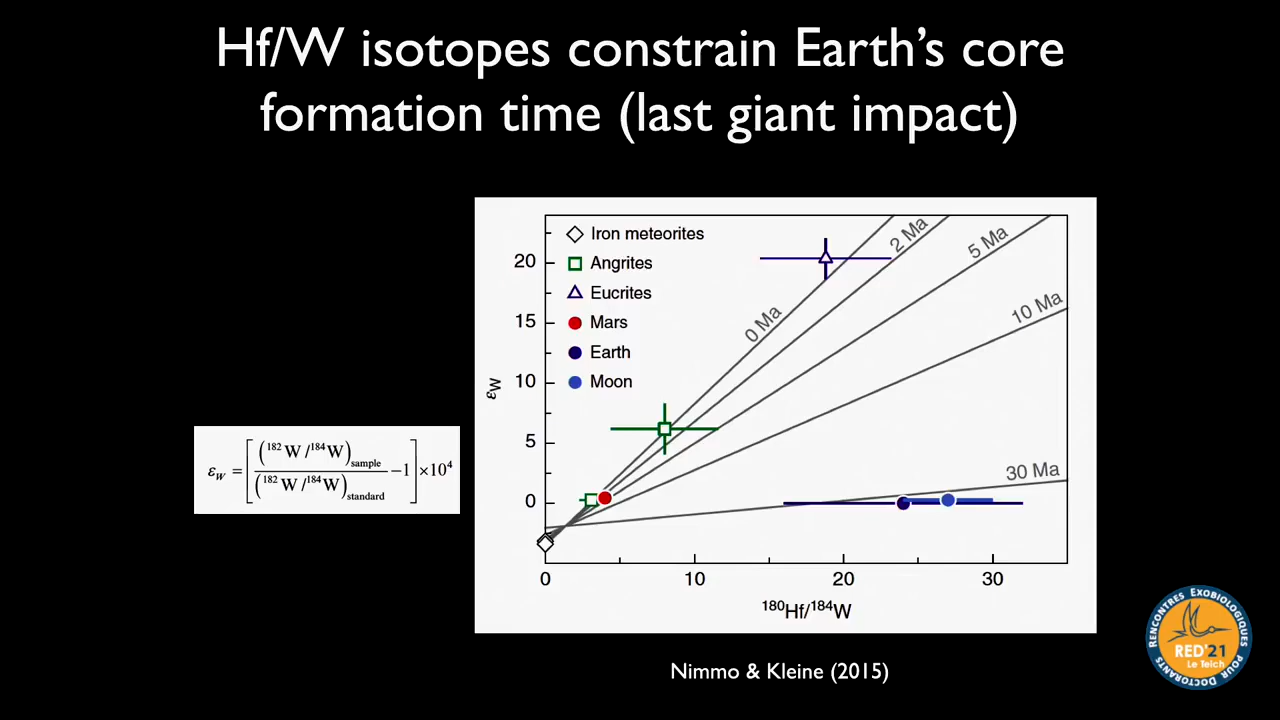 Hf/W isotopes constrain Earth's core
formation time (last giant impact)
εW = [ (182W/184W)sample / (182W/184W)standard −1 ] ×10⁴
Iron meteorites
Angrites
Eucrites
Mars
Earth
Moon
0 Ma
2 Ma
5 Ma
10 Ma
30 Ma
εW
20
15
10
5
0
0
10
20
30
180Hf/184W
Nimmo & Kleine (2015)
RENCONTRES EXOBIOLOGIQUES
POUR DOCTORANTS
RED'21
Le Teich